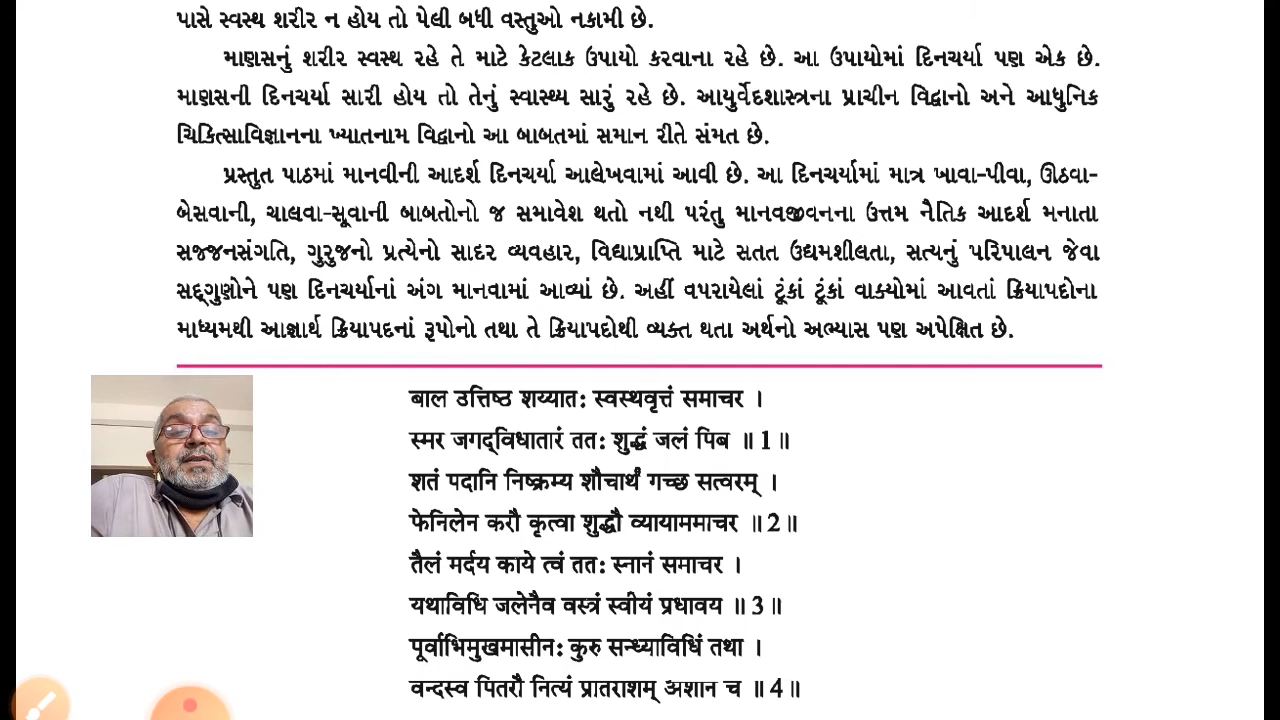 પાસે સ્વસ્થ શરીર ન હોય તો પેલી બધી વસ્તુઓ નકામી છે.
માણસનું શરીર સ્વસ્થ રહે તે માટે કેટલાક ઉપાયો કરવાના રહે છે. આ ઉપાયોમાં દિનચર્યા પણ એક છે.
માણસની દિનચર્યા સારી હોય તો તેનું સ્વાસ્થ્ય સારું રહે છે. આયુર્વેદશાસ્ત્રના પ્રાચીન વિદ્વાનો અને આધુનિક
ચિકિત્સાવિજ્ઞાનના ખ્યાતનામ વિદ્વાનો આ બાબતમાં સમાન રીતે સંમત છે.
પ્રસ્તુત પાઠમાં માનવીની આદર્શ દિનચર્યા આલેખવામાં આવી છે. આ દિનચર્યામાં માત્ર ખાવા-પીવા, ઊઠવા-
બેસવાની, ચાલવા-સૂવાની બાબતોનો જ સમાવેશ થતો નથી પરંતુ માનવજીવનના ઉત્તમ નૈતિક આદર્શ મનાતા
સજ્જનસંગતિ, ગુરુજનો પ્રત્યેનો સાદર વ્યવહાર, વિદ્યાપ્રાપ્તિ માટે સતત ઉદ્યમશીલતા, સત્યનું પરિપાલન જેવા
સદ્ગુણોને પણ દિનચર્યાનાં અંગ માનવામાં આવ્યાં છે. અહીં વપરાયેલાં ટૂંકાં ટૂંકાં વાક્યોમાં આવતાં ક્રિયાપદોના
માધ્યમથી આજ્ઞાર્થ ક્રિયાપદનાં રૂપોનો તથા તે ક્રિયાપદોથી વ્યક્ત થતા અર્થનો અભ્યાસ પણ અપેક્ષિત છે.
बाल उत्तिष्ठ शय्यातः स्वस्थवृत्तं समाचर ।
स्मर जगद्विधातारं ततः शुद्धं जलं पिब ॥ 1 ॥
शतं पदानि निष्क्रम्य शौचार्थं गच्छ सत्वरम् ।
फेनिलेन करौ कृत्वा शुद्धौ व्यायाममाचर ॥ 2 ॥
तैलं मर्दय काये त्वं ततः स्नानं समाचर ।
यथाविधि जलेनैव वस्त्रं स्वीयं प्रधावय ॥ 3 ॥
पूर्वाभिमुखमासीनः कुरु सन्ध्याविधिं तथा ।
वन्दस्व पितरौ नित्यं प्रातराशम् अशान च ॥ 4 ॥